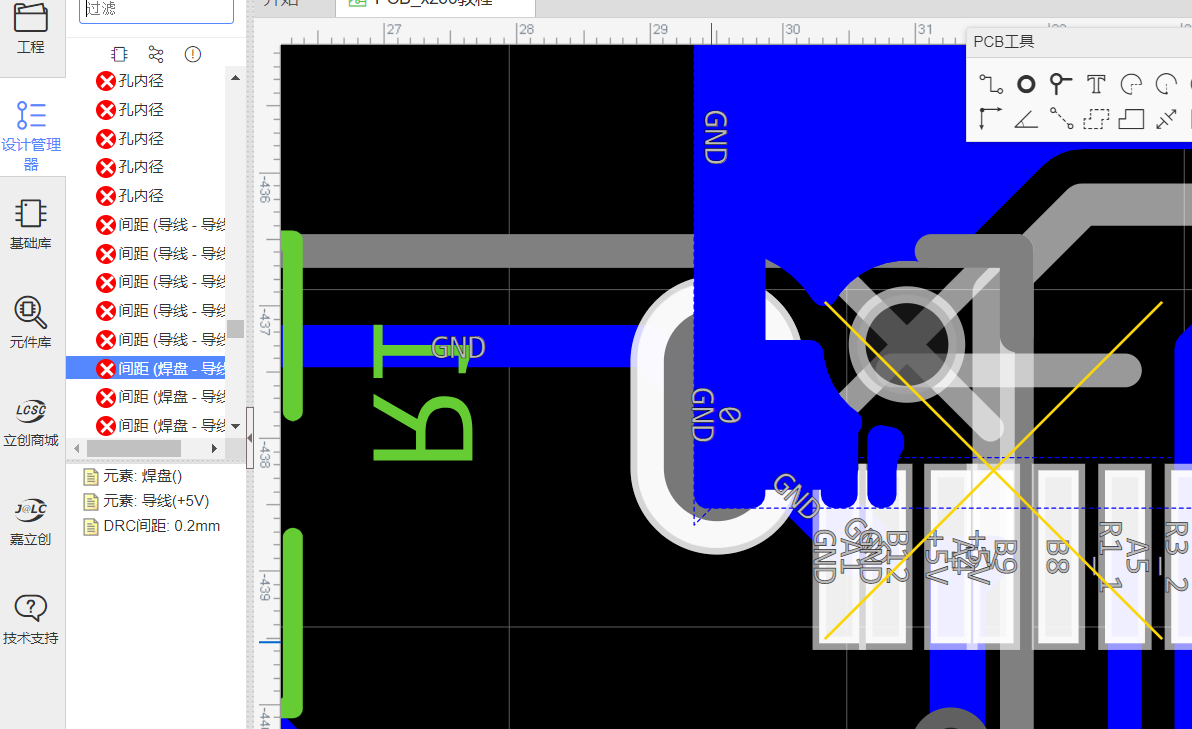 开始
PCB_x200教程
过滤
工程
设计管理
器
基础库
元件库
LCSC
立创商城
J@LC
嘉立创
技术支持
孔内径
孔内径
孔内径
孔内径
孔内径
间距 (导线 - 导线
间距 (导线 - 导线
间距 (导线 - 导线
间距 (导线 - 导线
间距 (导线 - 导线
间距 (焊盘 - 导线
间距 (焊盘 - 导线
间距 (焊盘 - 导线
元素: 焊盘()
元素: 导线(+5V)
DRC间距: 0.2mm
27
28
29
30
31
-436
-437
-438
-439
PCB工具
GND
GND
GND
0
GND
GND
A1
GND
B12
+5V
A4
+5V
B9
B8
R1_1
A5
R3_2